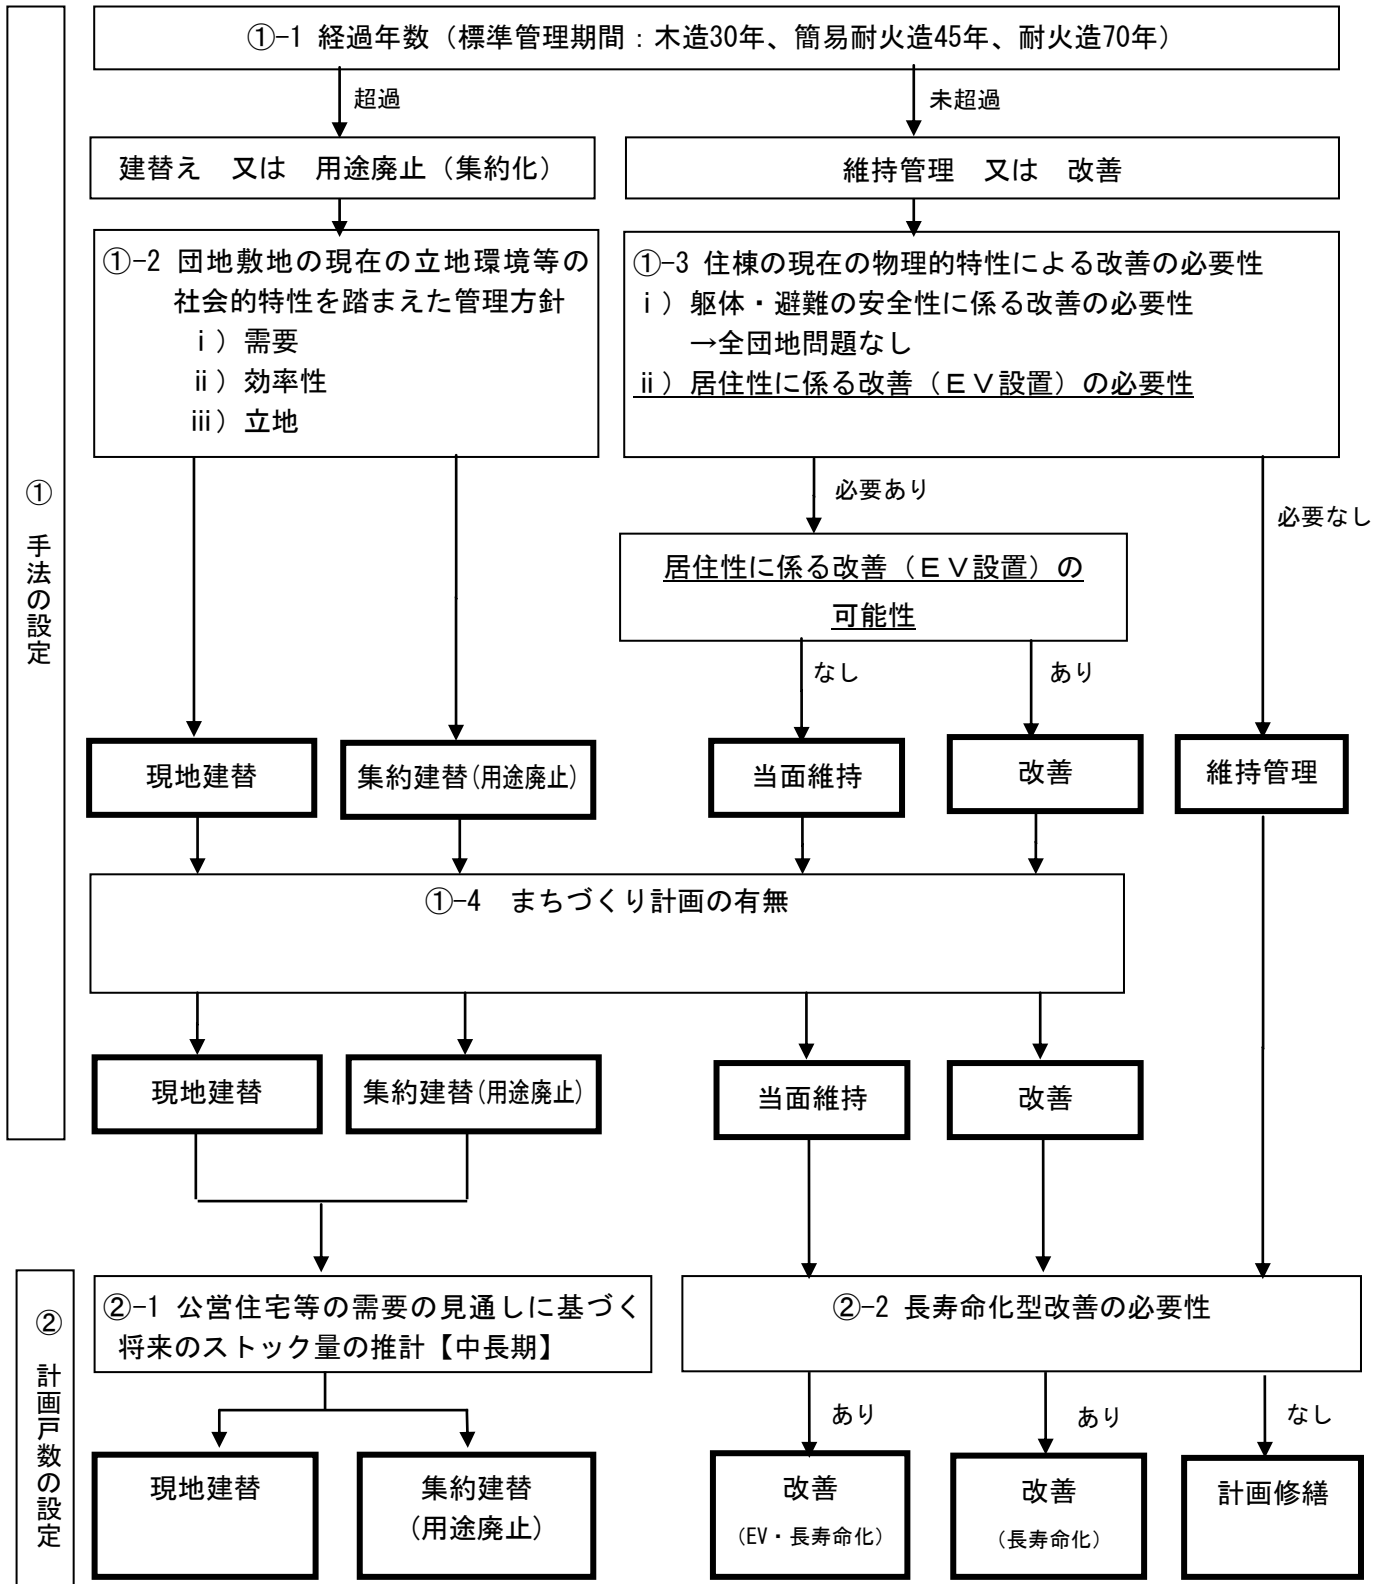 ①-1 経過年数（標準管理期間：木造30年、簡易耐火造45年、耐火造70年）
超過
未超過
建替え　又は　用途廃止（集約化）
維持管理　又は　改善
①-2 団地敷地の現在の立地環境等の
社会的特性を踏まえた管理方針
ⅰ）需要
ⅱ）効率性
ⅲ）立地
①-3 住棟の現在の物理的特性による改善の必要性
ⅰ）躯体・避難の安全性に係る改善の必要性
→全団地問題なし
ⅱ）居住性に係る改善（ＥＶ設置）の必要性
① 手法の設定
必要あり
必要なし
居住性に係る改善（ＥＶ設置）の
可能性
なし
あり
現地建替
集約建替(用途廃止)
当面維持
改善
維持管理
①-4　まちづくり計画の有無
現地建替
集約建替(用途廃止)
当面維持
改善
② 計画戸数の設定
②-1 公営住宅等の需要の見通しに基づく
将来のストック量の推計【中長期】
②-2 長寿命化型改善の必要性
あり
あり
なし
現地建替
集約建替
(用途廃止)
改善
(EV・長寿命化)
改善
(長寿命化)
計画修繕